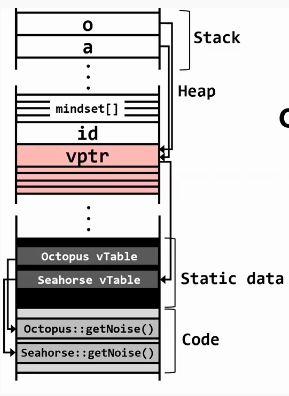 o
Stack
a
Heap
mindset[]
id
vptr
Octopus vTable
Seahorse vTable
Static data
Octopus::getNoise()
Code
Seahorse::getNoise()